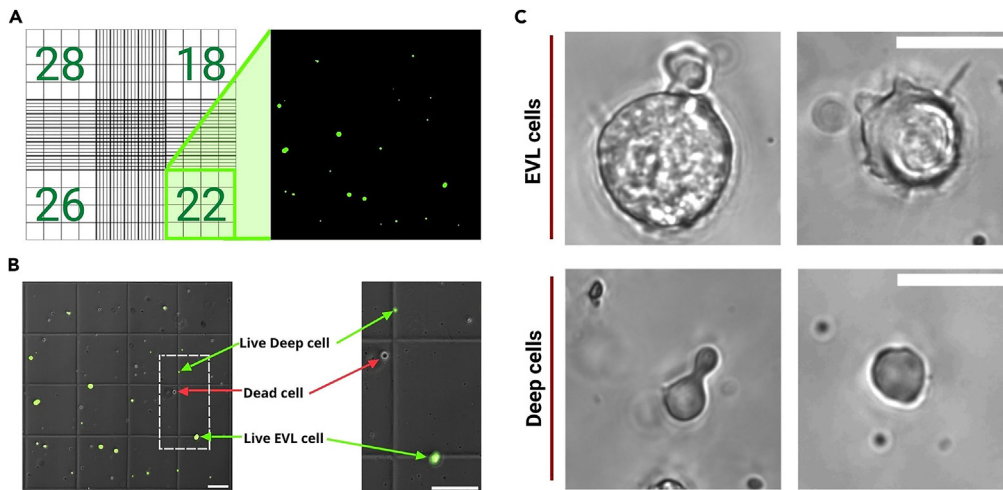 A
28
18
26
22
B
Live Deep cell
Dead cell
Live EVL cell
C
EVL cells
Deep cells